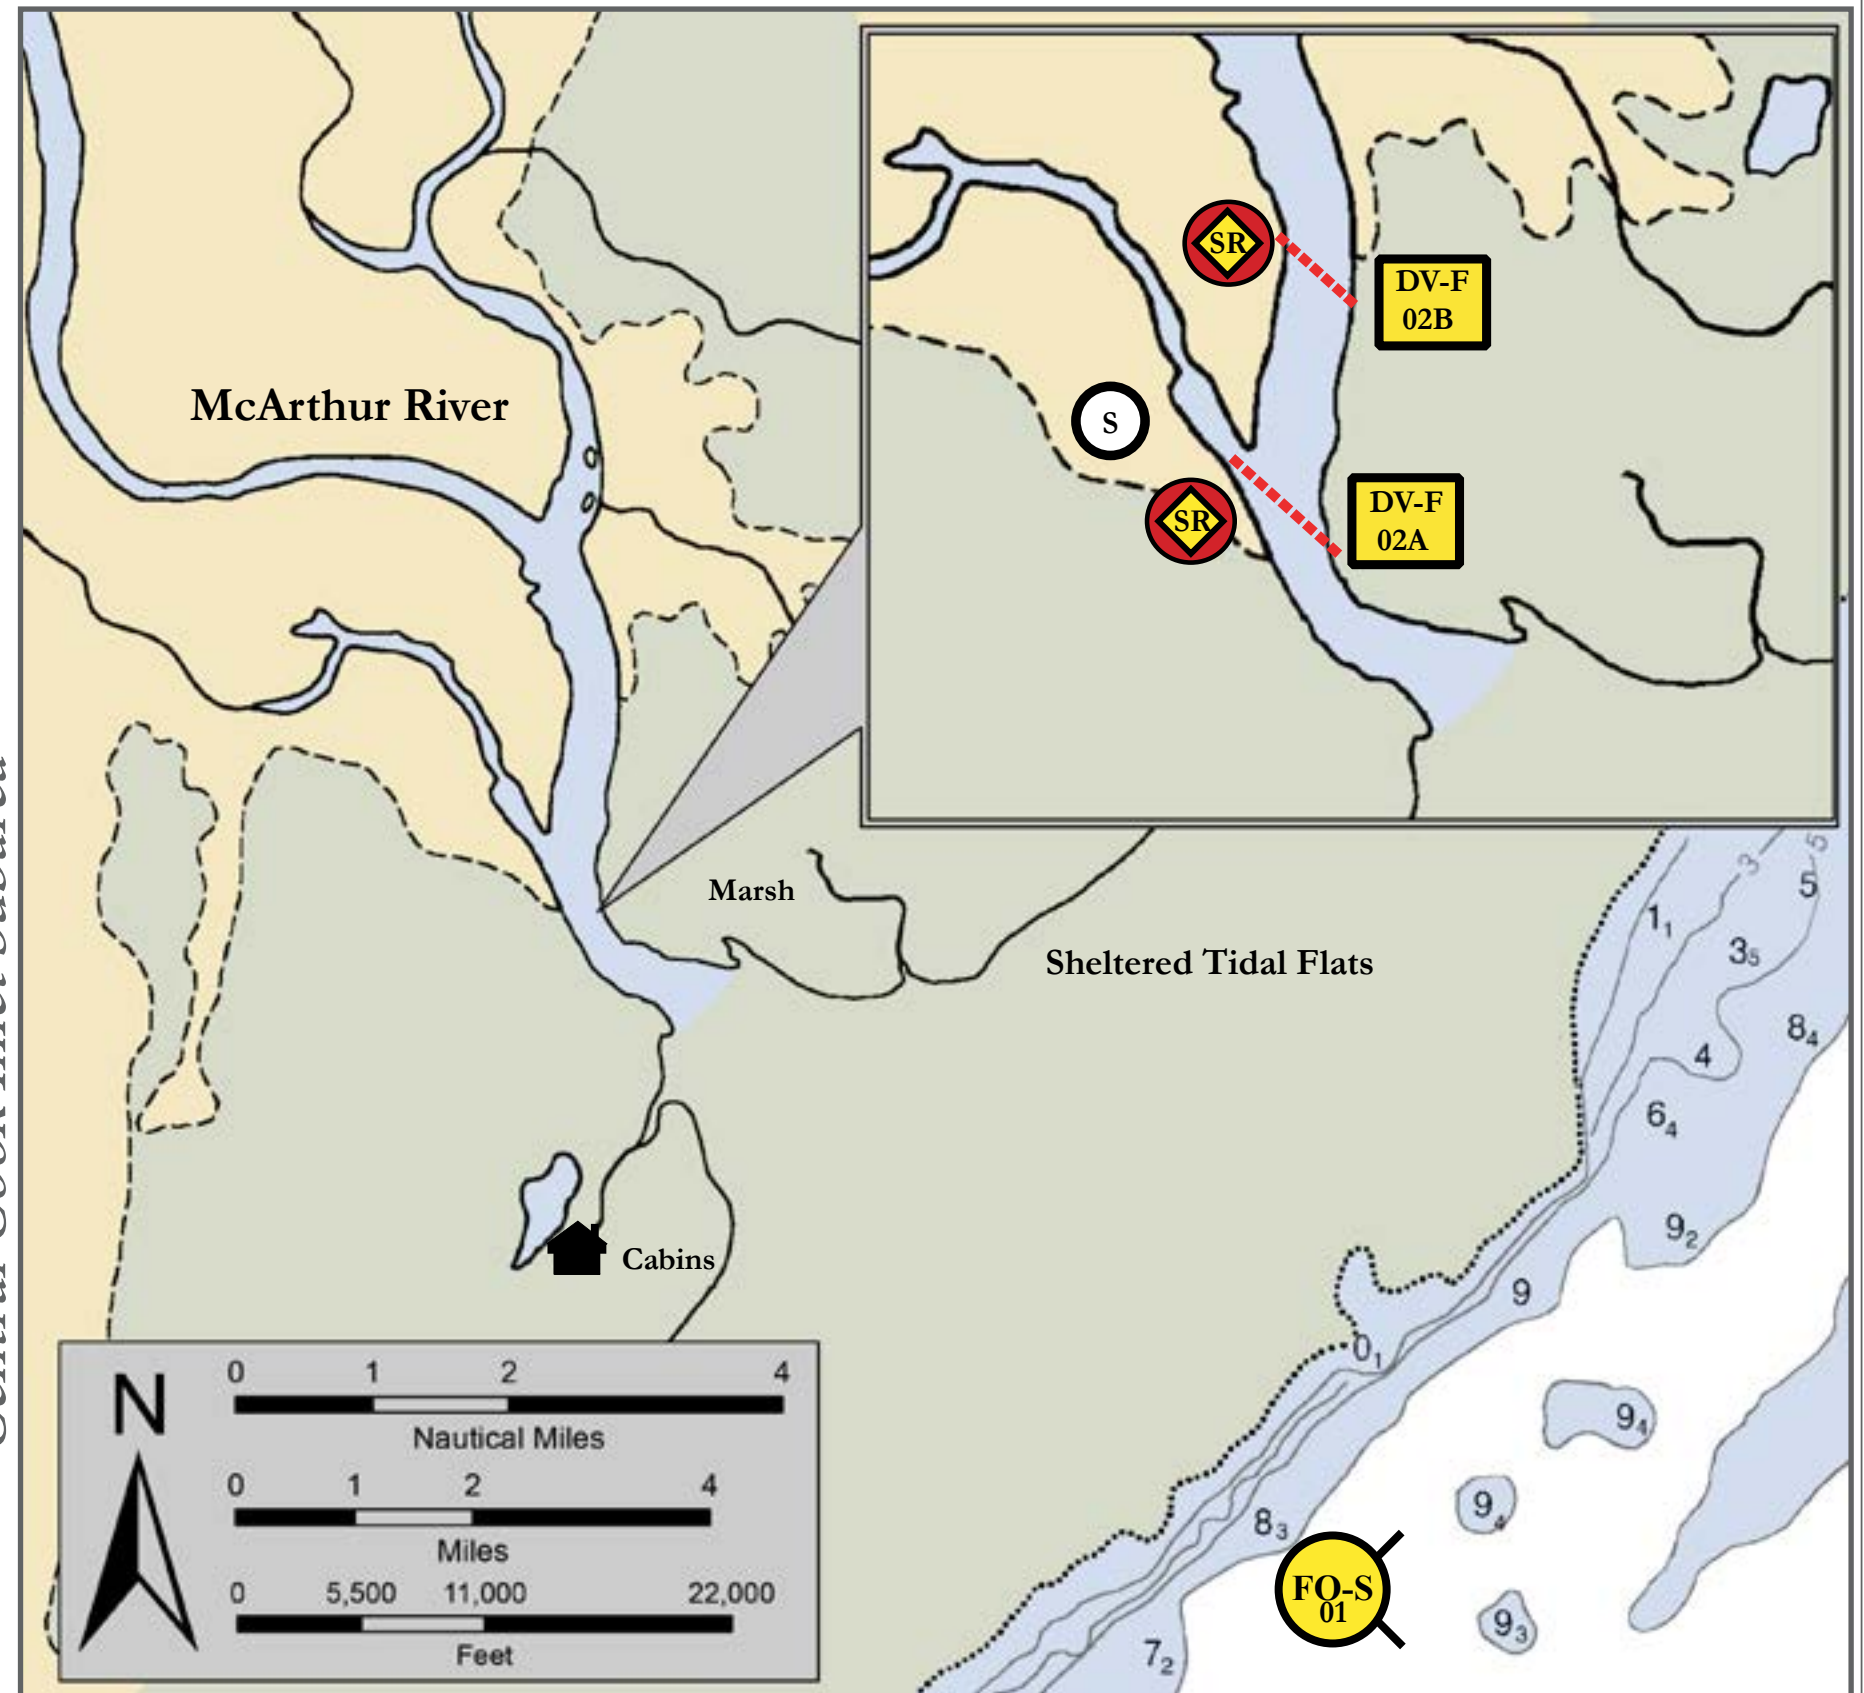 SR
DV-F
02B
S
SR
DV-F
02A
McArthur River
Marsh
Sheltered Tidal Flats
Cabins
3
5
5
1₁
3₅
8₄
4
6₄
9₂
9
0₁
9₄
9₄
8₃
9₃
7₂
FO-S
01
N
0 1 2 4
Nautical Miles
0 1 2 4
Miles
0 5,500 11,000 22,000
Feet